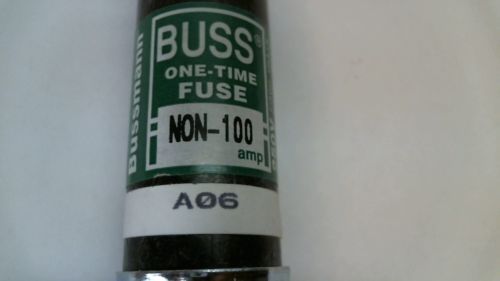 Bussmann
BUSS®
ONE-TIME
FUSE
NON-100
amp
A06